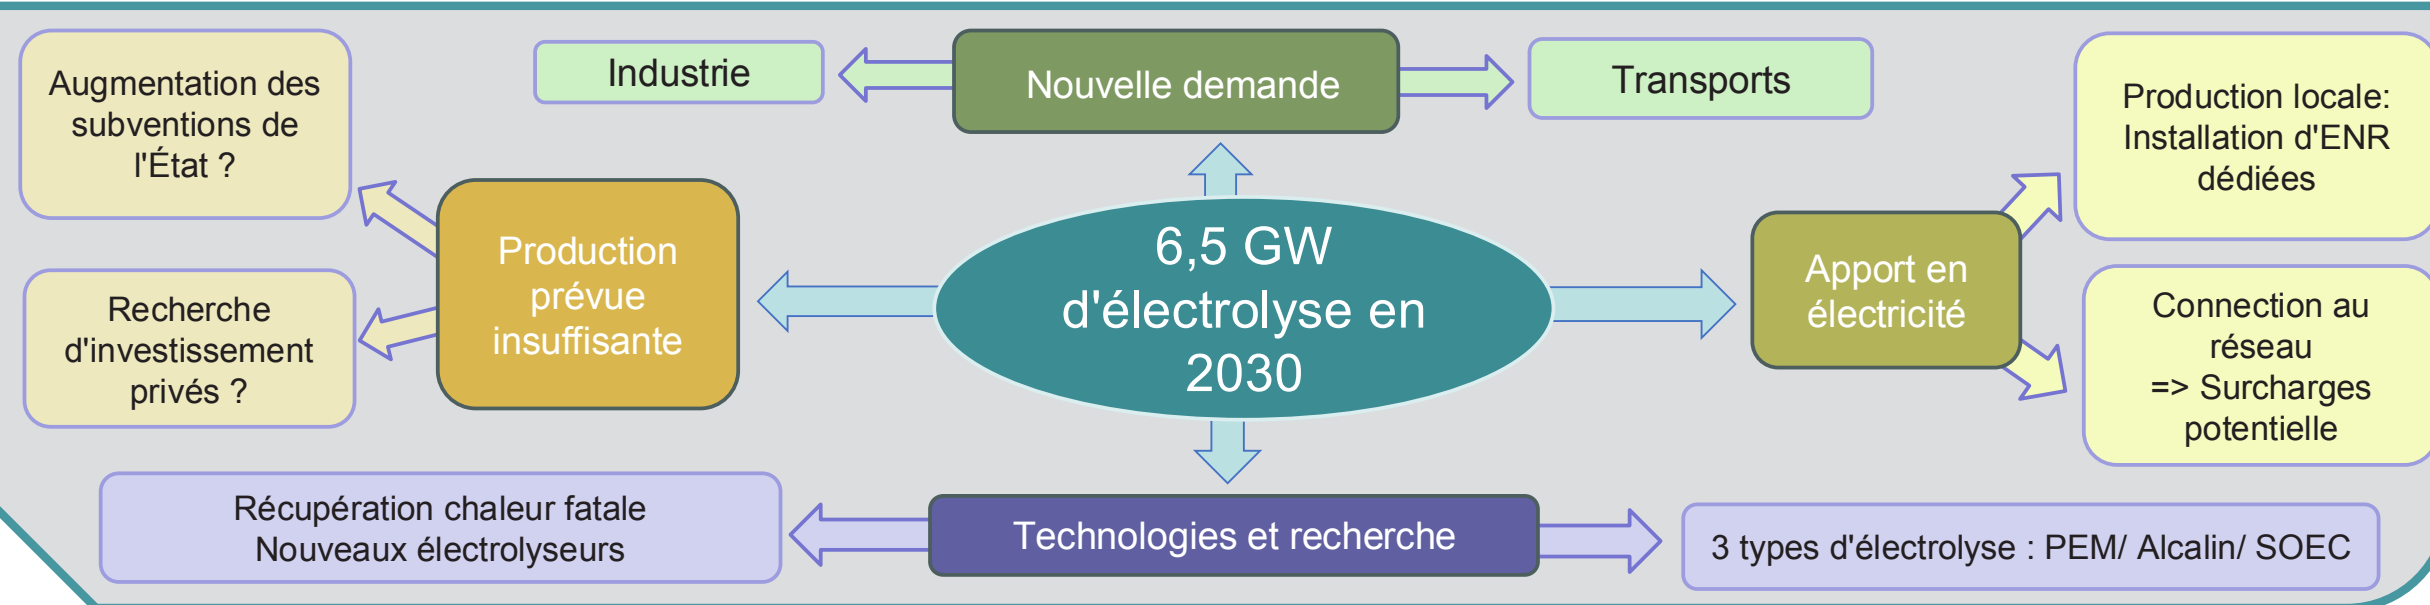 Augmentation des
subventions de
l'État ?
Industrie
Nouvelle demande
Transports
Production locale:
Installation d'ENR
dédiées
Production
prévue
insuffisante
6,5 GW
d'électrolyse en
2030
Apport en
électricité
Recherche
d'investissement
privés ?
Connection au
réseau
=> Surcharges
potentielle
Récupération chaleur fatale
Nouveaux électrolyseurs
Technologies et recherche
3 types d'électrolyse : PEM/ Alcalin/ SOEC